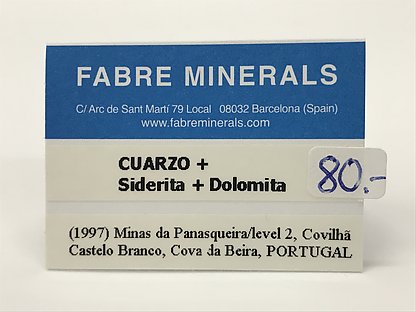 FABRE MINERALS
C/ Arc de Sant Martí 79 Local 08032 Barcelona (Spain)
www.fabreminerals.com
CUARZO +
Siderita + Dolomita
80.-
(1997) Minas da Panasqueira/level 2, Covilhã
Castelo Branco, Cova da Beira, PORTUGAL